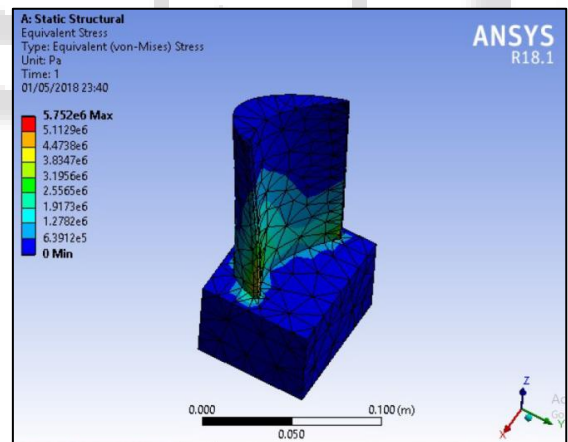 A: Static Structural
Equivalent Stress
Type: Equivalent (von-Mises) Stress
Unit: Pa
Time: 1
01/05/2018 23:40
ANSYS
R18.1
5.752e6 Max
5.1129e6
4.4738e6
3.8347e6
3.1956e6
2.5565e6
1.9173e6
1.2782e6
6.3912e5
0 Min
0.000
0.100 (m)
0.050
Z
X
Y